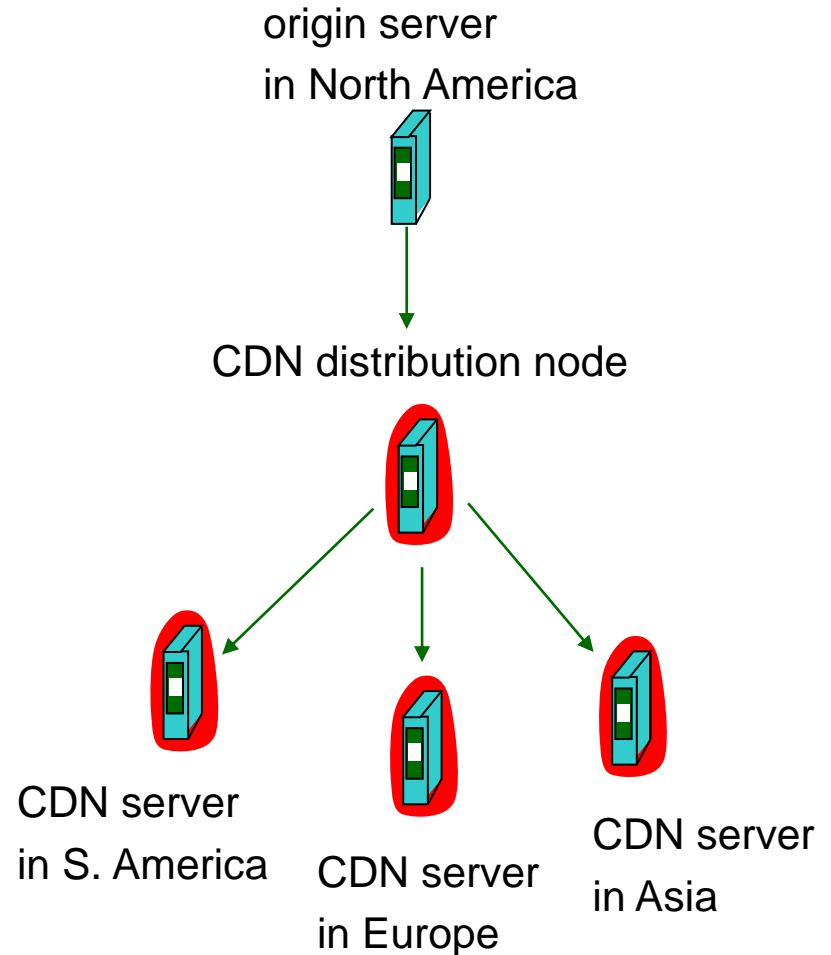 origin server
in North America
CDN distribution node
CDN server
in S. America
CDN server
in Europe
CDN server
in Asia